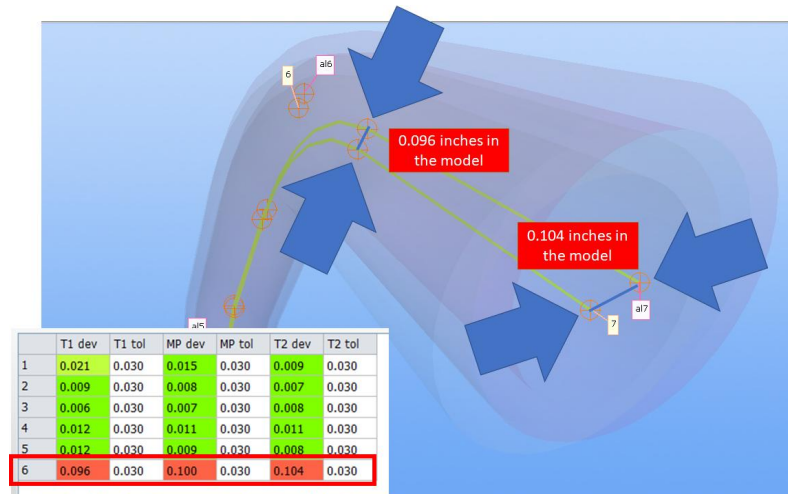 6
al6
0.096 inches in
the model
0.104 inches in
the model
al7
7
al5
T1 dev T1 tol MP dev MP tol T2 dev T2 tol
1 0.021 0.030 0.015 0.030 0.009 0.030
2 0.009 0.030 0.008 0.030 0.007 0.030
3 0.006 0.030 0.007 0.030 0.008 0.030
4 0.012 0.030 0.011 0.030 0.011 0.030
5 0.012 0.030 0.009 0.030 0.008 0.030
6 0.096 0.030 0.100 0.030 0.104 0.030